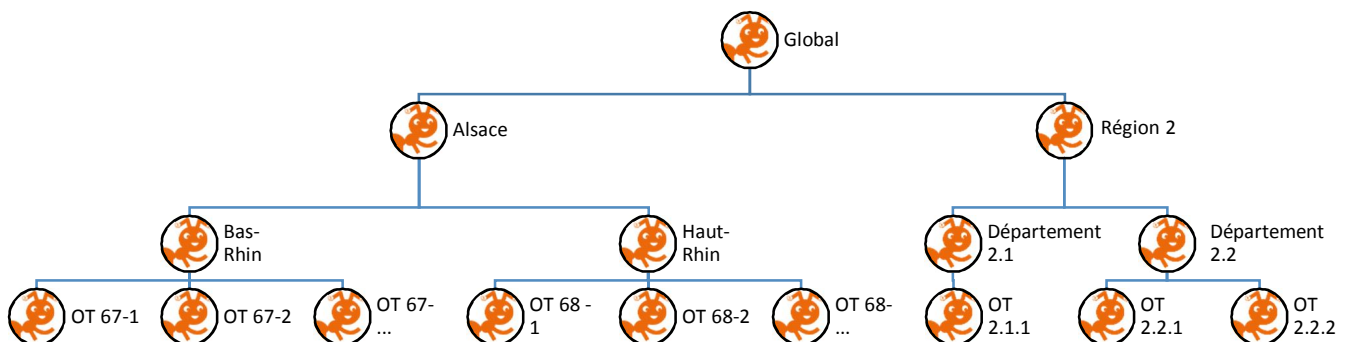 Global
Alsace
Région 2
Bas-
Rhin
Haut-
Rhin
Département
2.1
Département
2.2
OT 67-1
OT 67-2
OT 67-
...
OT 68 -
1
OT 68-2
OT 68-
...
OT
2.1.1
OT
2.2.1
OT
2.2.2